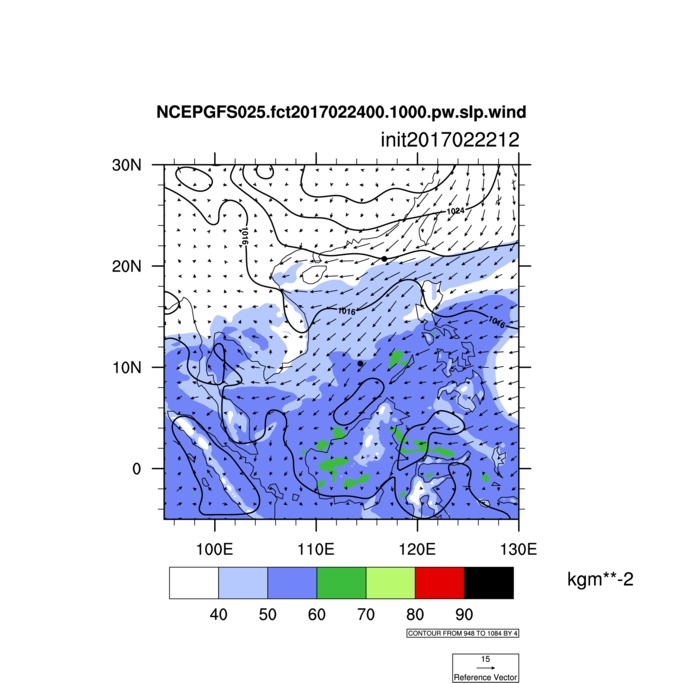 NCEPGFS025.fct2017022400.1000.pw.slp.wind
init2017022212
30N
20N
10N
0
1024
1016
1016
1016
100E 110E 120E 130E
kgm**-2
40 50 60 70 80 90
CONTOUR FROM 948 TO 1084 BY 4
15
Reference Vector